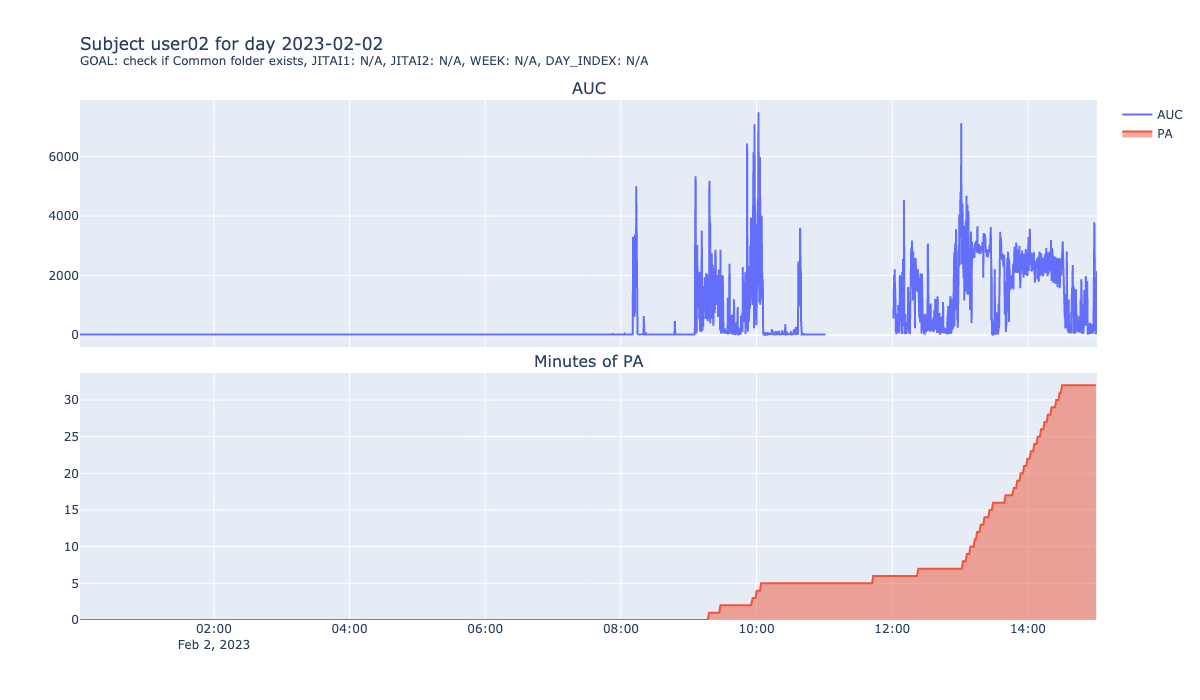 Subject user02 for day 2023-02-02
GOAL: check if Common folder exists, JITAI1: N/A, JITAI2: N/A, WEEK: N/A, DAY_INDEX: N/A
AUC
AUC
PA
6000
4000
2000
0
Minutes of PA
30
25
20
15
10
5
0
02:00 04:00 06:00 08:00 10:00 12:00 14:00
Feb 2, 2023